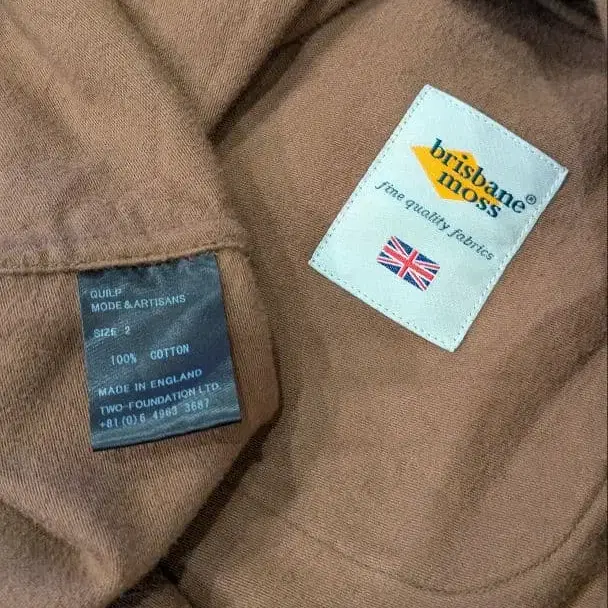 brisbane
moss®
fine quality fabrics
QUILP
MODE & ARTISANS
SIZE 2
100% COTTON
MADE IN ENGLAND
TWO-FOUNDATION LTD.
+81(0)6 4963 3687